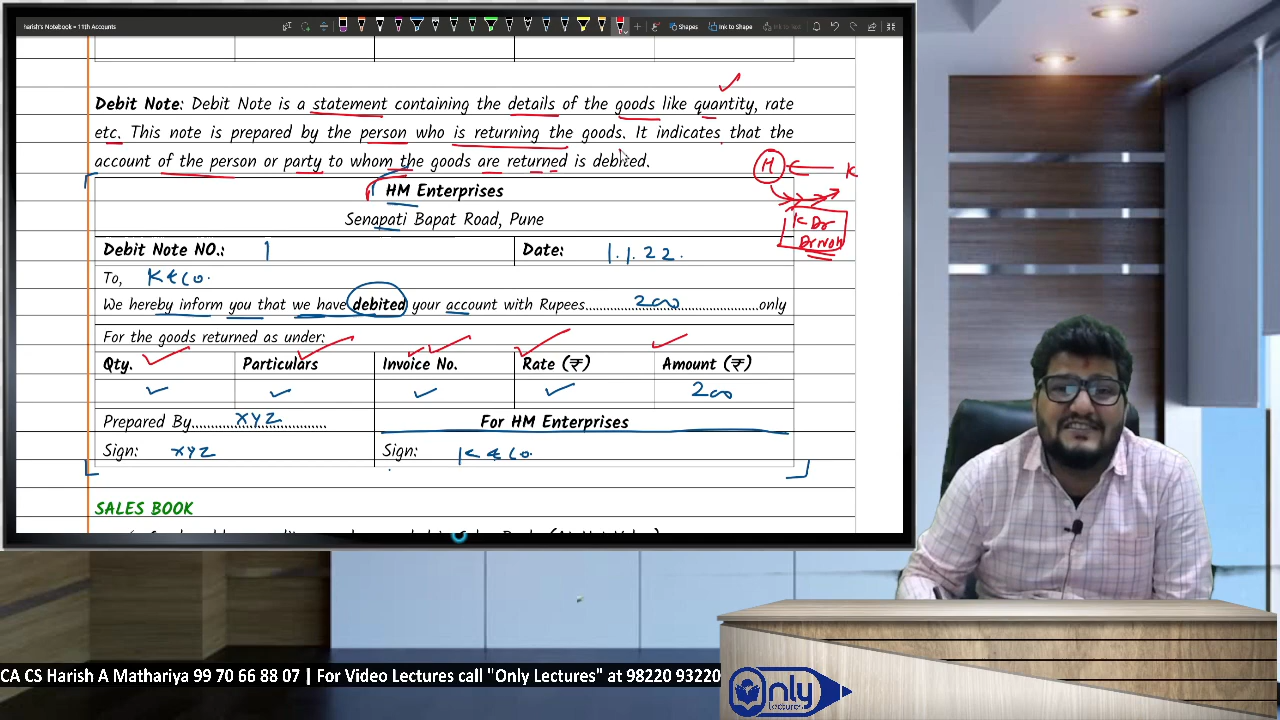 harish's Notebook » 11th Accounts
Shapes Ink to Shape Ink to Text
Debit Note: Debit Note is a statement containing the details of the goods like quantity, rate
etc. This note is prepared by the person who is returning the goods. It indicates that the
account of the person or party to whom the goods are returned is debited.
H K
K Dr
HM Enterprises
Senapati Bapat Road, Pune
Debit Note NO.: 1 Date: 1.1.22.
To, K & Co.
We hereby inform you that we have debited your account with Rupees................200................only
For the goods returned as under:
Qty. Particulars Invoice No. Rate (₹) Amount (₹)
200
Prepared By......XYZ...... For HM Enterprises
Sign: XYZ Sign: K & Co.
SALES BOOK
CA CS Harish A Mathariya 99 70 66 88 07 | For Video Lectures call "Only Lectures" at 98220 93220
Only
Lectures